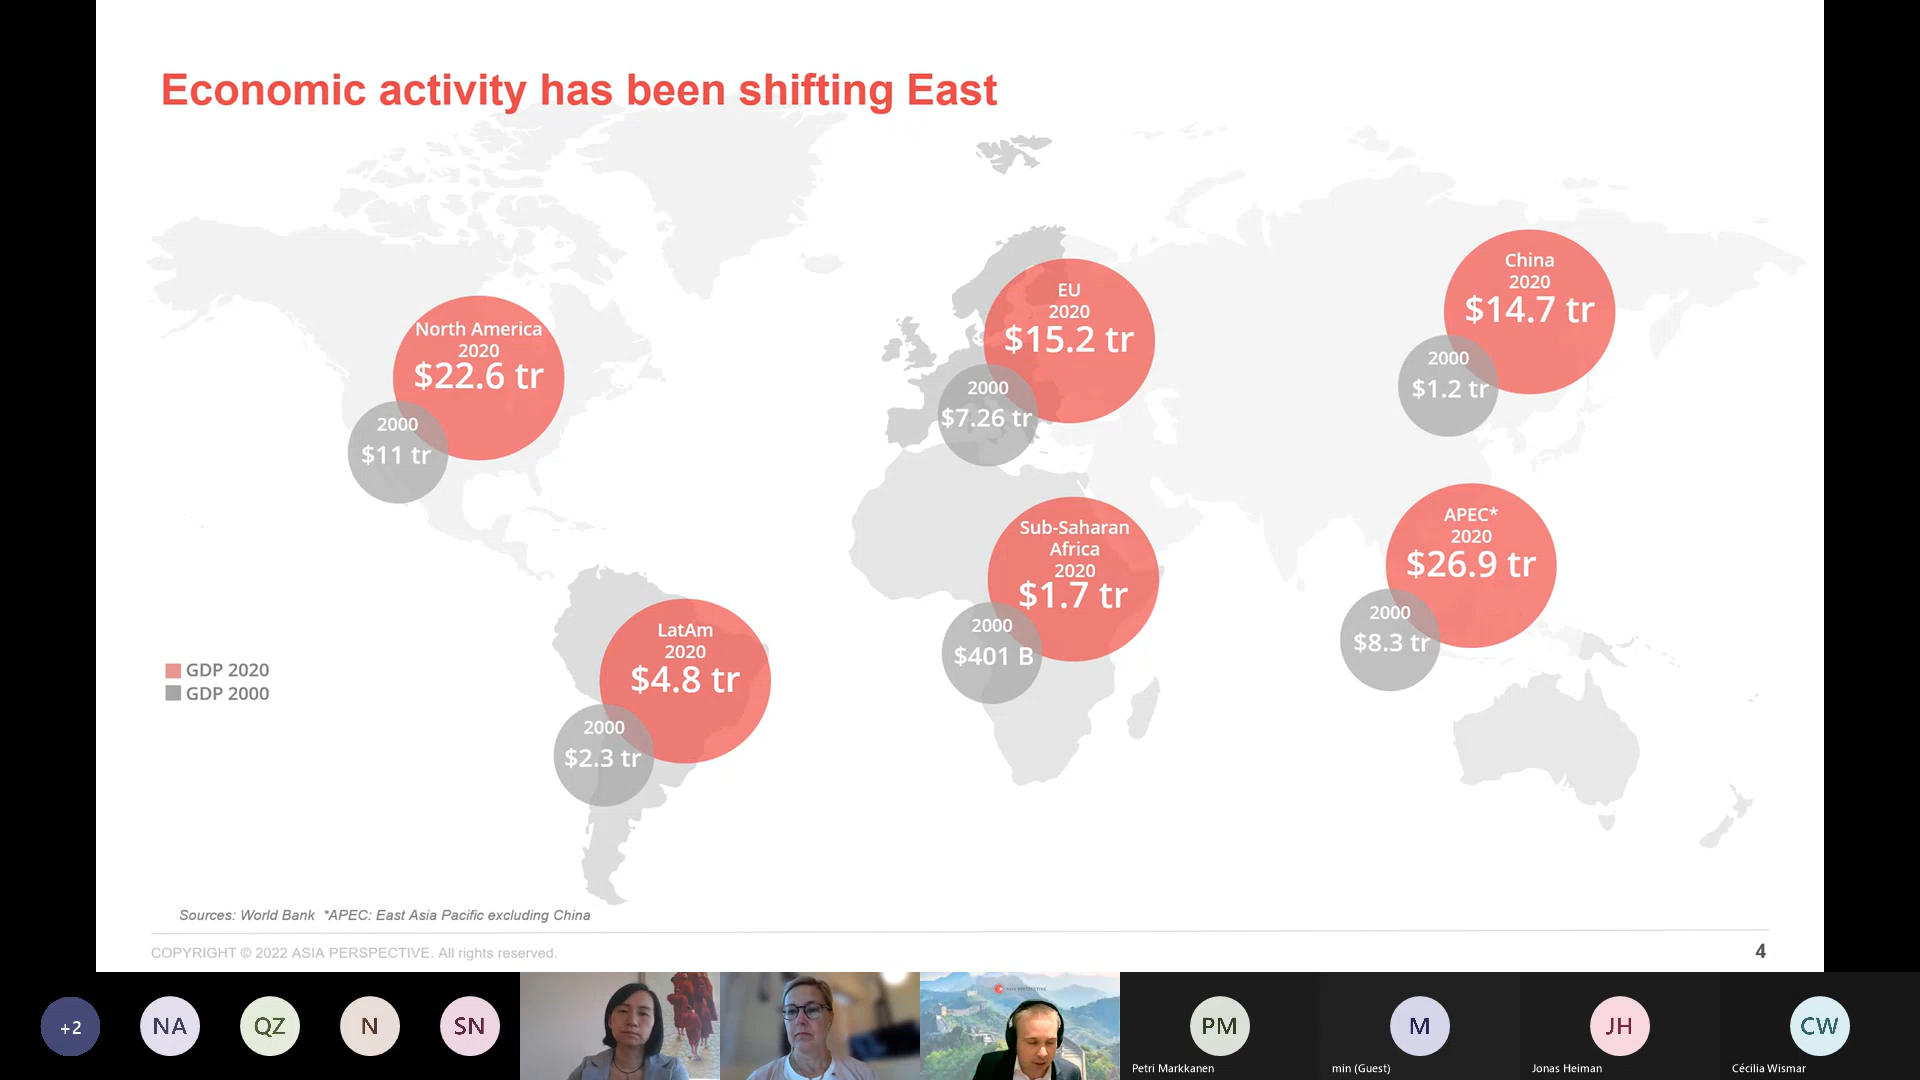 Economic activity has been shifting East
China
2020
$14.7 tr
2000
$1.2 tr
EU
2020
$15.2 tr
2000
$7.26 tr
North America
2020
$22.6 tr
2000
$11 tr
APEC*
2020
$26.9 tr
2000
$8.3 tr
Sub-Saharan
Africa
2020
$1.7 tr
2000
$401 B
LatAm
2020
$4.8 tr
2000
$2.3 tr
GDP 2020
GDP 2000
Sources: World Bank *APEC: East Asia Pacific excluding China
COPYRIGHT © 2022 ASIA PERSPECTIVE. All rights reserved.
4
+2
NA
QZ
N
SN
ASIA PERSPECTIVE
PM
Petri Markkanen
M
min (Guest)
JH
Jonas Heiman
CW
Cécilia Wismar